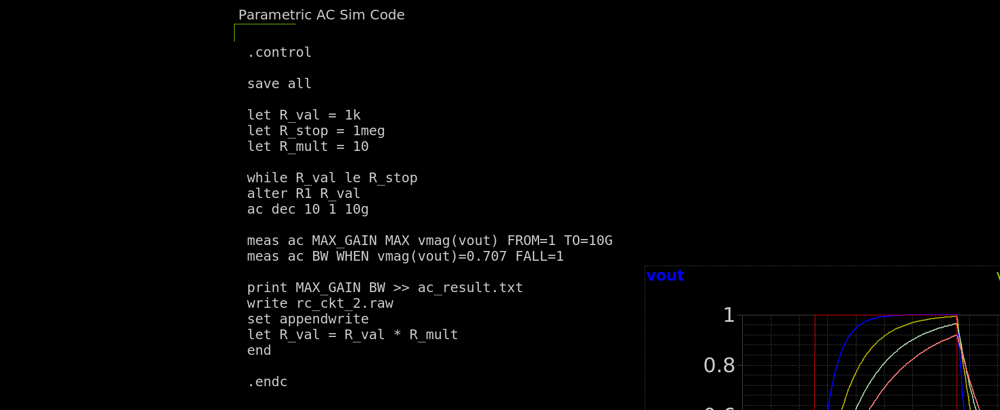 Parametric AC Sim Code
.control
save all
let R_val = 1k
let R_stop = 1meg
let R_mult = 10
while R_val le R_stop
alter R1 R_val
ac dec 10 1 10g
meas ac MAX_GAIN MAX vmag(vout) FROM=1 TO=10G
meas ac BW WHEN vmag(vout)=0.707 FALL=1
print MAX_GAIN BW >> ac_result.txt
write rc_ckt_2.raw
set appendwrite
let R_val = R_val * R_mult
end
.endc
vout
1
0.8